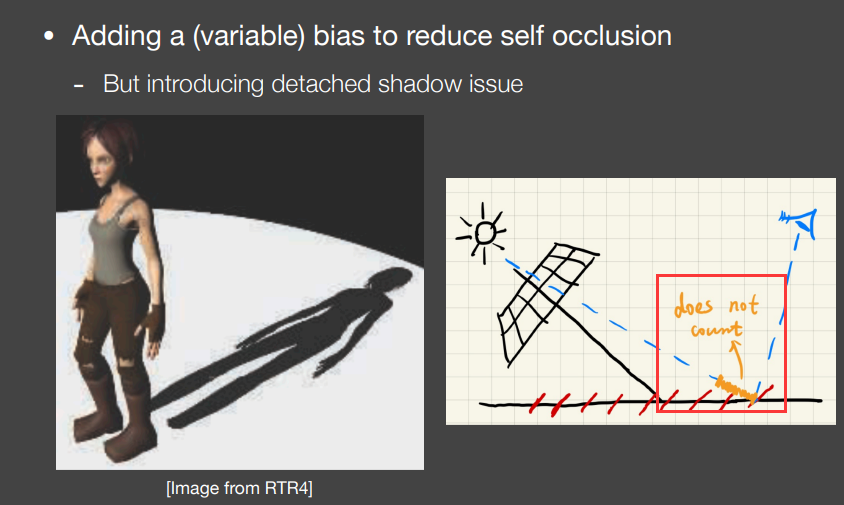 • Adding a (variable) bias to reduce self occlusion
- But introducing detached shadow issue
does not
count
[Image from RTR4]